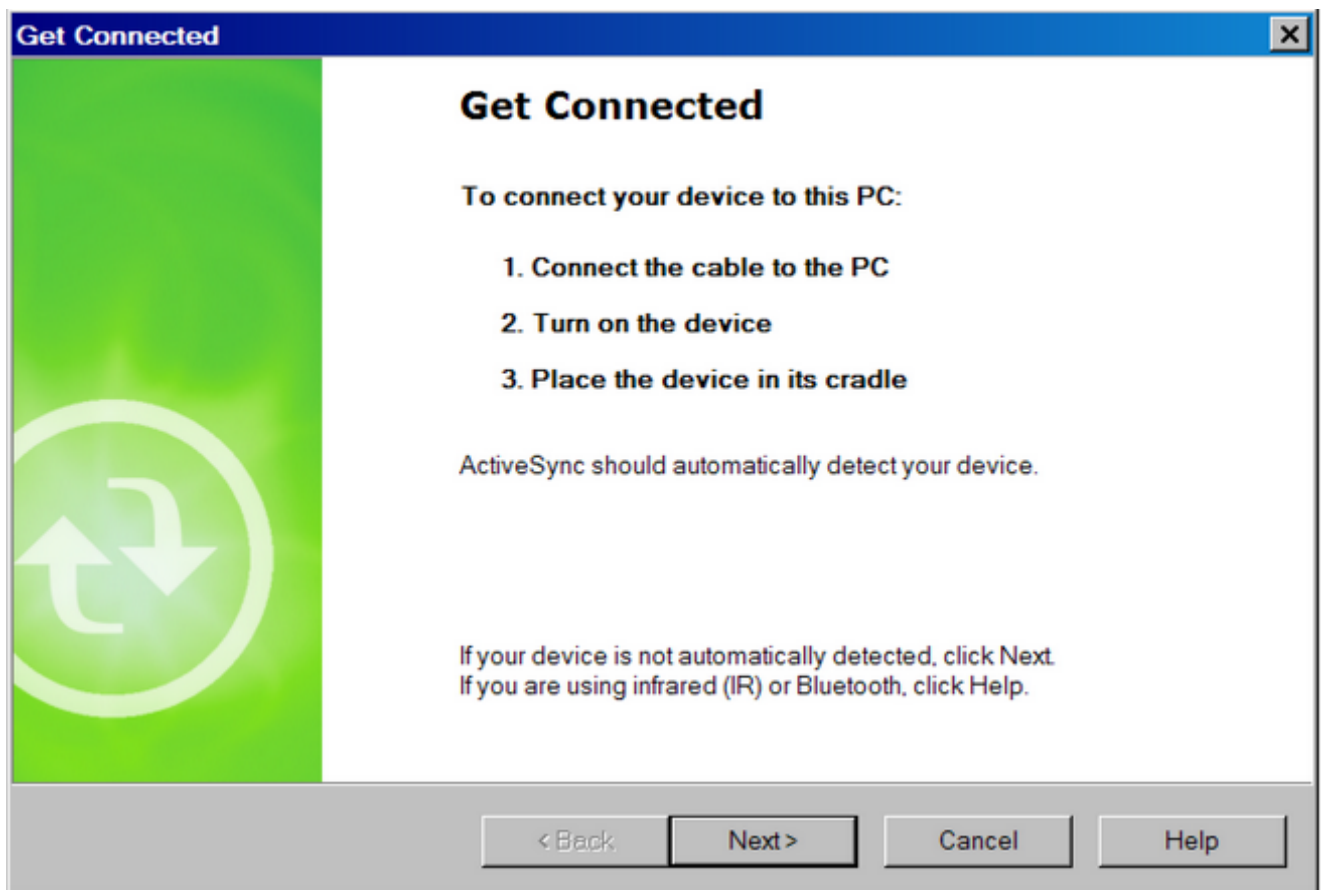 Get Connected
Get Connected
To connect your device to this PC:
1. Connect the cable to the PC
2. Turn on the device
3. Place the device in its cradle
ActiveSync should automatically detect your device.
If your device is not automatically detected, click Next.
If you are using infrared (IR) or Bluetooth, click Help.
< Back Next > Cancel Help